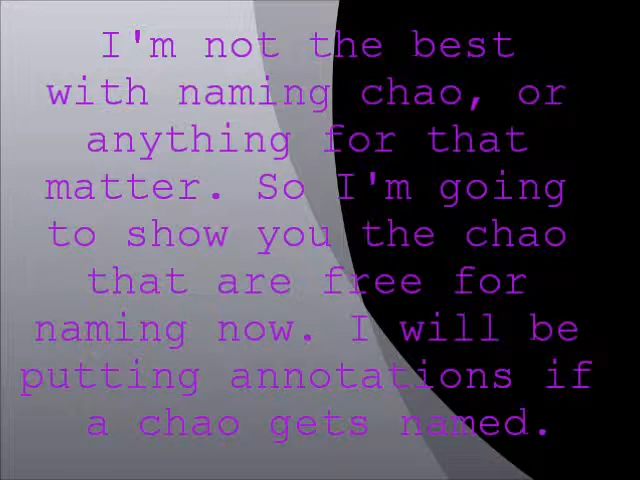 I'm not the best
with naming chao, or
anything for that
matter. So I'm going
to show you the chao
that are free for
naming now. I will be
putting annotations if
a chao gets named.